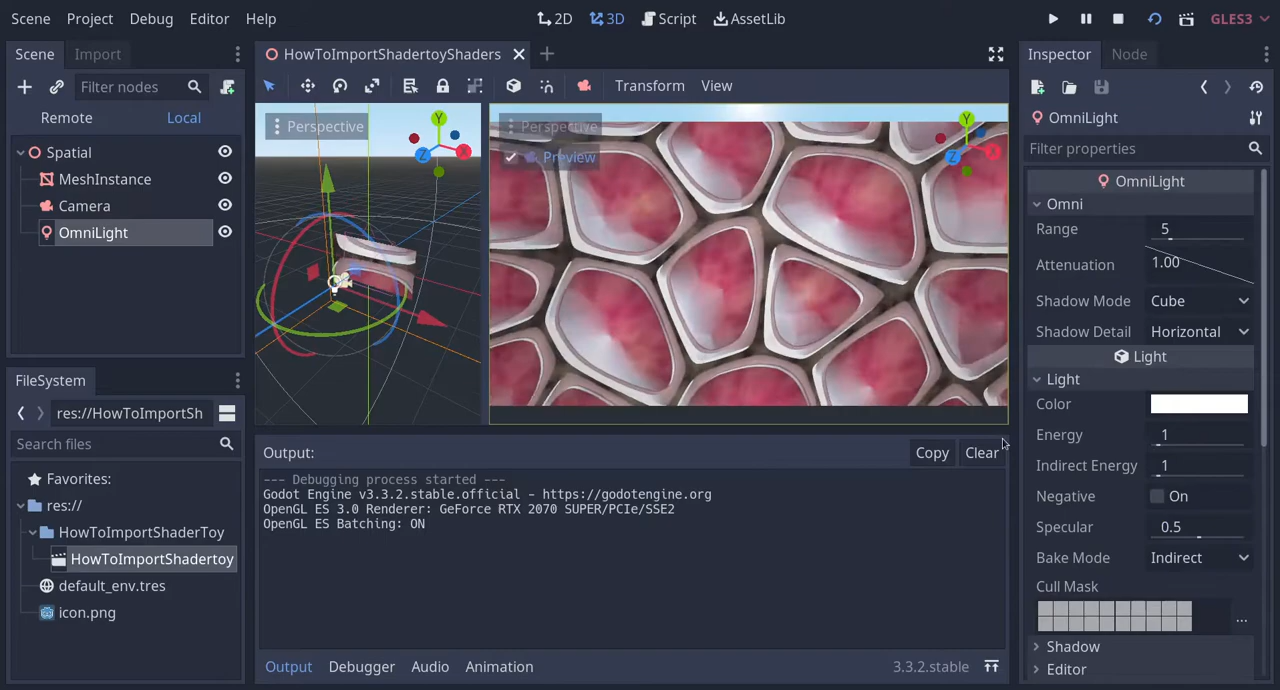 Scene Project Debug Editor Help 2D 3D Script AssetLib GLES3
Scene Import
HowToImportShadertoyShaders
Inspector Node
Filter nodes
Transform View
Remote Local
OmniLight
Perspective
Perspective
Filter properties
Spatial
Preview
MeshInstance
OmniLight
Camera
Omni
OmniLight
Range 5
Attenuation 1.00
Shadow Mode Cube
Shadow Detail Horizontal
Light
FileSystem
Light
res://HowToImportSh
Color
Search files
Energy 1
Output: Copy Clear
Indirect Energy 1
Favorites:
--- Debugging process started ---
Godot Engine v3.3.2.stable.official - https://godotengine.org
Negative On
res://
OpenGL ES 3.0 Renderer: GeForce RTX 2070 SUPER/PCIe/SSE2
OpenGL ES Batching: ON
Specular 0.5
HowToImportShaderToy
HowToImportShadertoy
Bake Mode Indirect
default_env.tres
Cull Mask
icon.png
...
Shadow
Output Debugger Audio Animation 3.3.2.stable
Editor
X
Y
Z
X
Y
Z